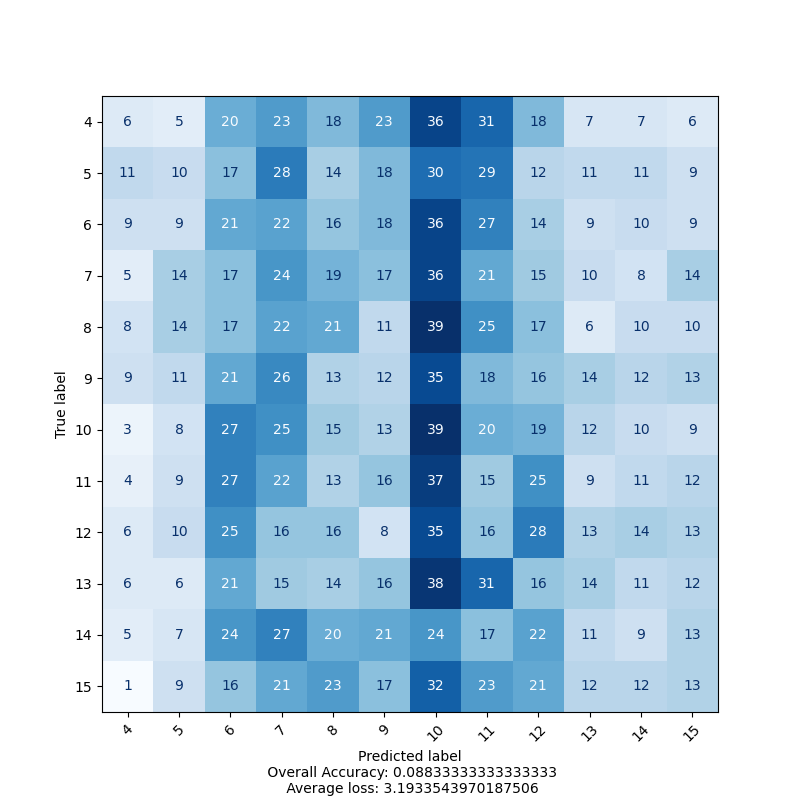 4 6 5 20 23 18 23 36 31 18 7 7 6
5 11 10 17 28 14 18 30 29 12 11 11 9
6 9 9 21 22 16 18 36 27 14 9 10 9
7 5 14 17 24 19 17 36 21 15 10 8 14
8 8 14 17 22 21 11 39 25 17 6 10 10
9 9 11 21 26 13 12 35 18 16 14 12 13
True label
10 3 8 27 25 15 13 39 20 19 12 10 9
11 4 9 27 22 13 16 37 15 25 9 11 12
12 6 10 25 16 16 8 35 16 28 13 14 13
13 6 6 21 15 14 16 38 31 16 14 11 12
14 5 7 24 27 20 21 24 17 22 11 9 13
15 1 9 16 21 23 17 32 23 21 12 12 13
4 5 6 7 8 9 10 11 12 13 14 15
Predicted label
Overall Accuracy: 0.08833333333333333
Average loss: 3.1933543970187506